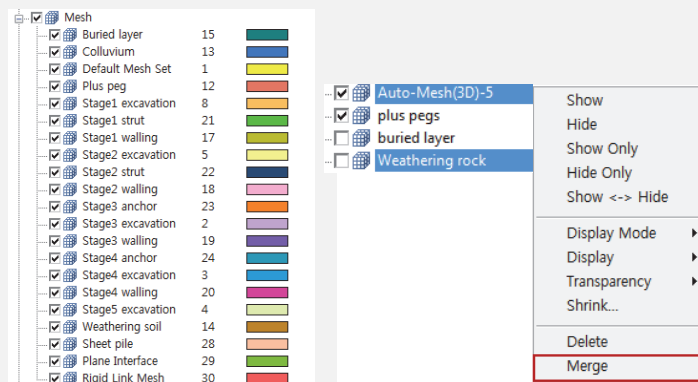 Mesh
Buried layer 15
Colluvium 13
Default Mesh Set 1
Plus peg 12
Stage1 excavation 8
Stage1 strut 21
Stage1 walling 17
Stage2 excavation 5
Stage2 strut 22
Stage2 walling 18
Stage3 anchor 23
Stage3 excavation 2
Stage3 walling 19
Stage4 anchor 24
Stage4 excavation 3
Stage4 walling 20
Stage5 excavation 4
Weathering soil 14
Sheet pile 28
Plane Interface 29
Rigid Link Mesh 30
Auto-Mesh(3D)-5
plus pegs
buried layer
Weathering rock
Show
Hide
Show Only
Hide Only
Show <-> Hide
Display Mode
Display
Transparency
Shrink...
Delete
Merge